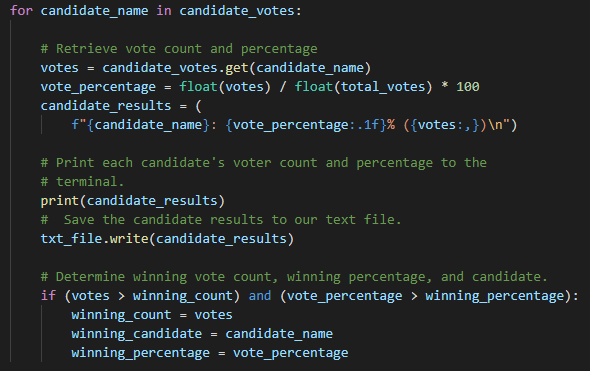 for candidate_name in candidate_votes:
# Retrieve vote count and percentage
votes = candidate_votes.get(candidate_name)
vote_percentage = float(votes) / float(total_votes) * 100
candidate_results = (
f"{candidate_name}: {vote_percentage:.1f}% ({votes:,})\n")
# Print each candidate's voter count and percentage to the
# terminal.
print(candidate_results)
#  Save the candidate results to our text file.
txt_file.write(candidate_results)
# Determine winning vote count, winning percentage, and candidate.
if (votes > winning_count) and (vote_percentage > winning_percentage):
winning_count = votes
winning_candidate = candidate_name
winning_percentage = vote_percentage